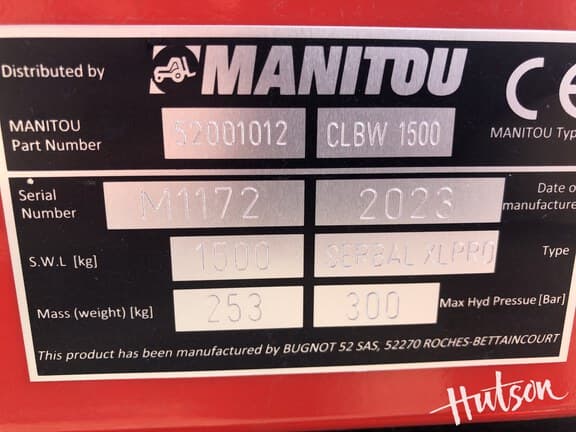 Distributed by MANITOU CE
MANITOU Part Number 52001012 CLBW 1500 MANITOU Typ
Serial Number M1172 2023 Date o manufacture
S.W.L [kg] 1500 SERBAL XLPRO Type
Mass (weight) [kg] 253 300 Max Hyd Pressue [Bar]
This product has been manufactured by BUGNOT 52 SAS, 52270 ROCHES-BETTAINCOURT
Hutson